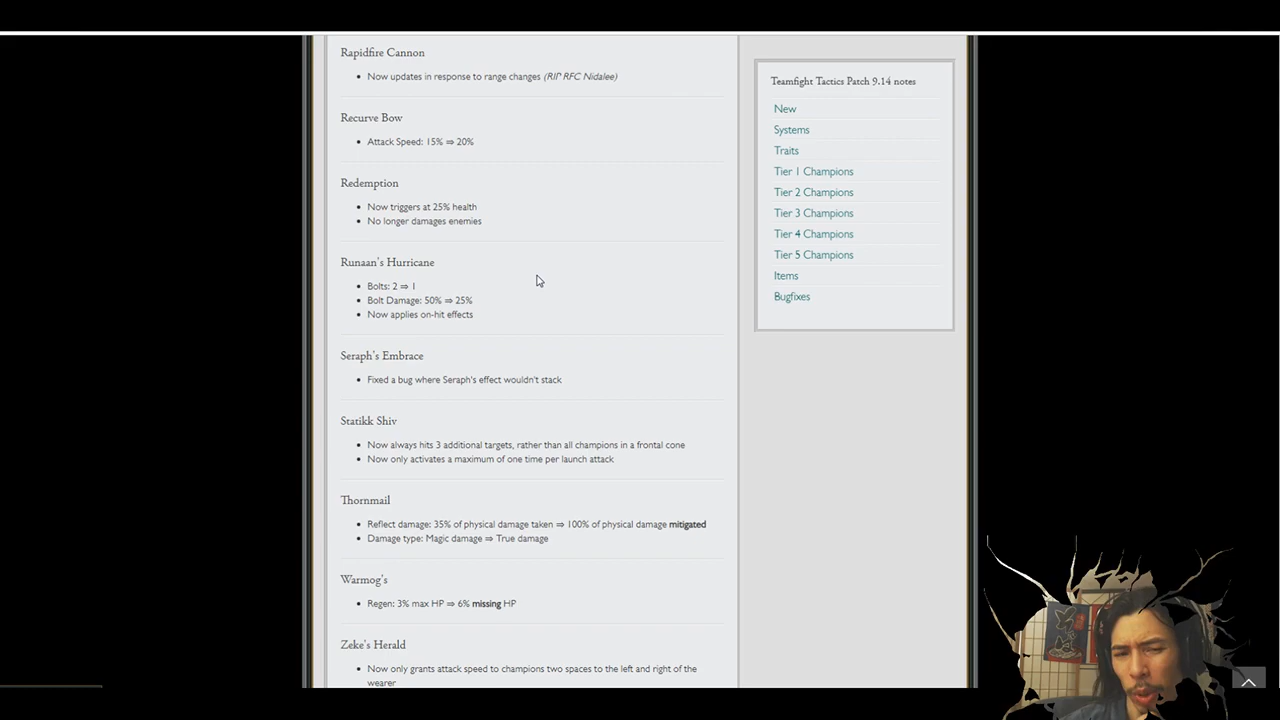 Rapidfire Cannon
Now updates in response to range changes (RIP RFC Nidalee)
Recurve Bow
Attack Speed: 15% ⇒ 20%
Redemption
Now triggers at 25% health
No longer damages enemies
Runaan's Hurricane
Bolts: 2 ⇒ 1
Bolt Damage: 50% ⇒ 25%
Now applies on-hit effects
Seraph's Embrace
Fixed a bug where Seraph's effect wouldn't stack
Statikk Shiv
Now always hits 3 additional targets, rather than all champions in a frontal cone
Now only activates a maximum of one time per launch attack
Thornmail
Reflect damage: 35% of physical damage taken ⇒ 100% of physical damage mitigated
Damage type: Magic damage ⇒ True damage
Warmog's
Regen: 3% max HP ⇒ 6% missing HP
Zeke's Herald
Now only grants attack speed to champions two spaces to the left and right of the
wearer
Teamfight Tactics Patch 9.14 notes
New
Systems
Traits
Tier 1 Champions
Tier 2 Champions
Tier 3 Champions
Tier 4 Champions
Tier 5 Champions
Items
Bugfixes